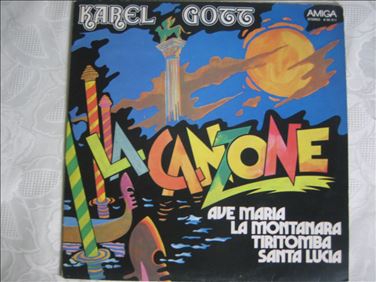 KAREL GOTT
AMIGA
STEREO
LA CANZONE
AVE MARIA
LA MONTANARA
TIRITOMBA
SANTA LUCIA